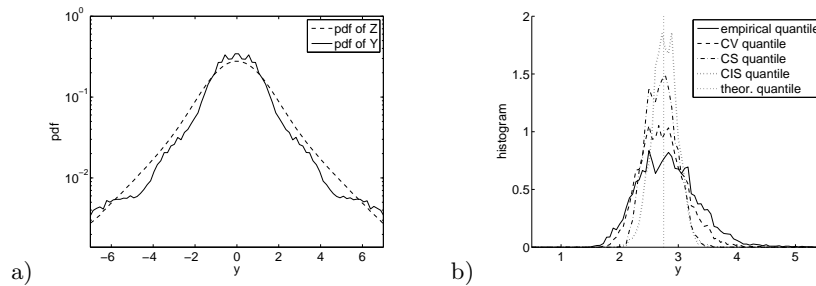 10^0
10^{-1}
10^{-2}
pdf
−6 −4 −2 0 2 4 6
y
pdf of Z
pdf of Y
a)
2
1.5
1
0.5
0
histogram
1 2 3 4 5
y
empirical quantile
CV quantile
CS quantile
CIS quantile
theor. quantile
b)